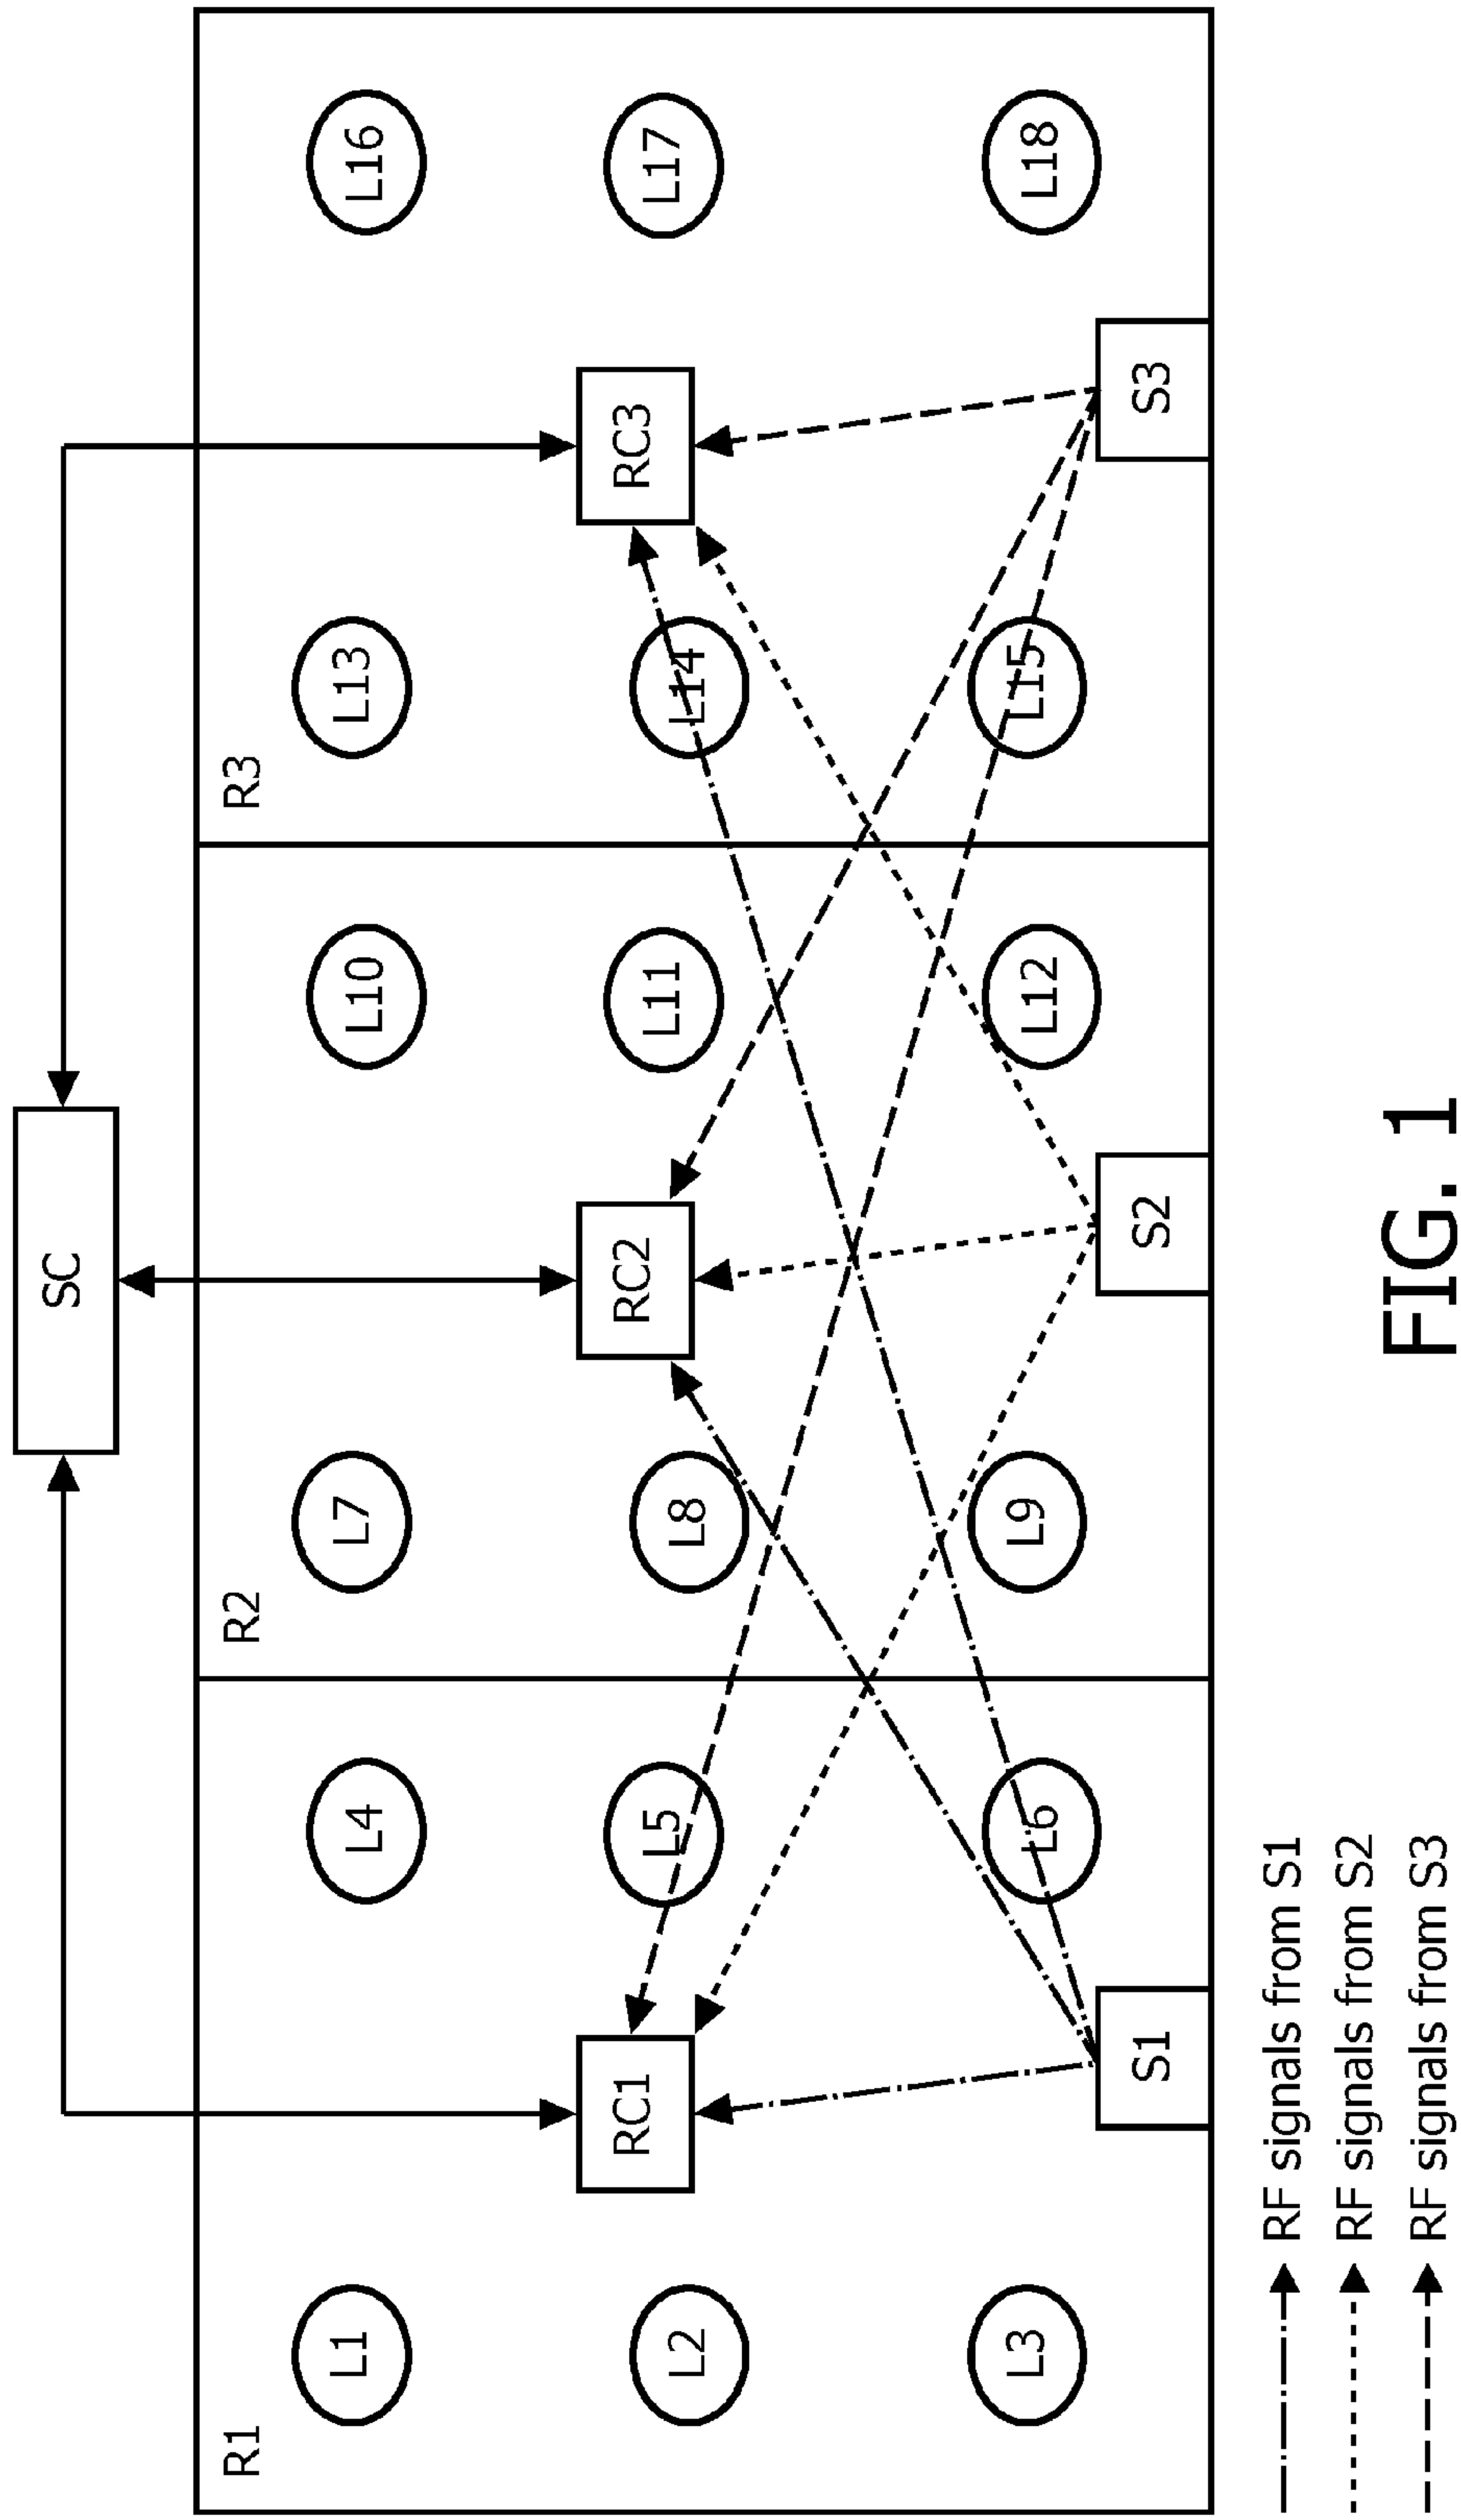 SC
R1
R2
R3
L1
L4
L7
L10
L13
L16
L2
RC1
L5
L8
RC2
L11
L14
RC3
L17
L3
L6
L9
L12
L15
L18
S1
S2
S3
RF signals from S1
RF signals from S2
RF signals from S3
FIG. 1